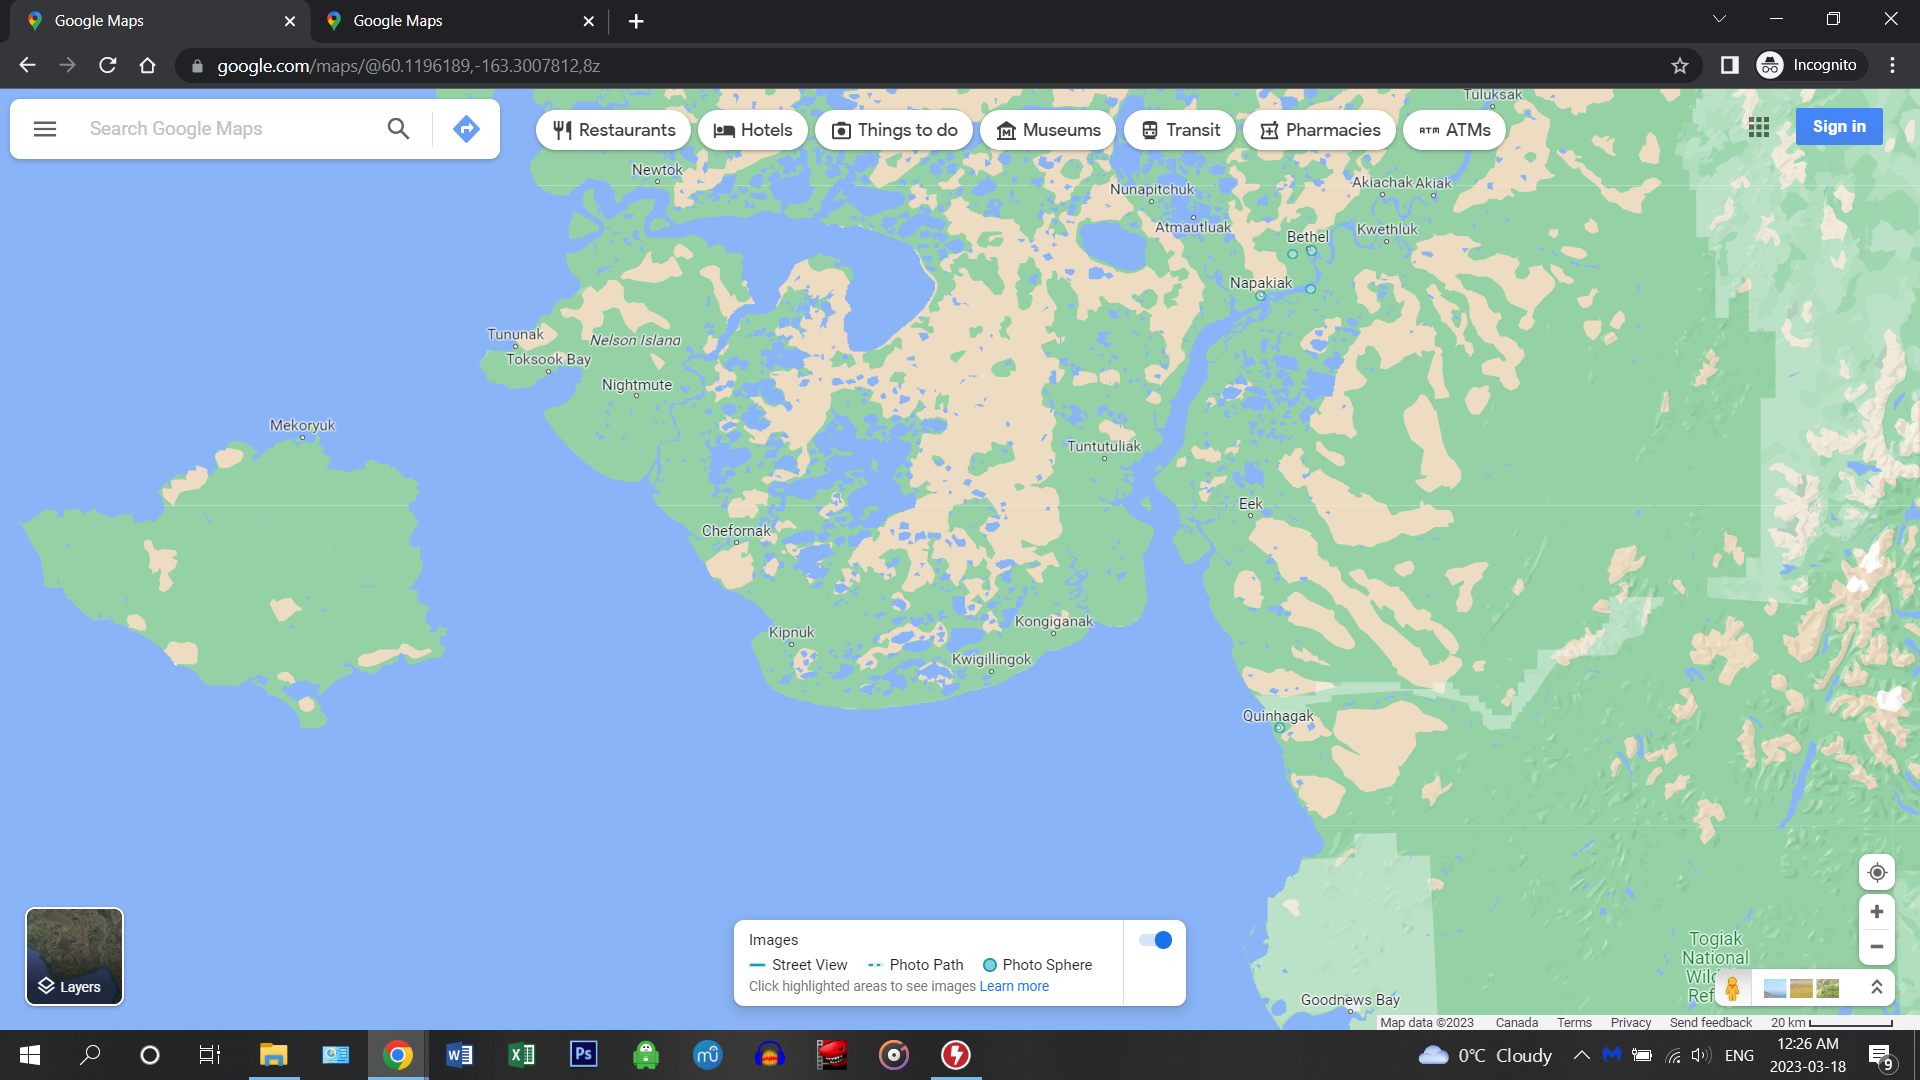 Google Maps
Google Maps
google.com/maps/@60.1196189,-163.3007812,8z
Incognito
Search Google Maps
Restaurants
Hotels
Things to do
Museums
Transit
Pharmacies
ATM ATMs
Sign in
Tuluksak
Newtok
Nunapitchuk
Akiachak
Akiak
Atmautluak
Kwethluk
Bethel
Napakiak
Tununak
Nelson Island
Toksook Bay
Nightmute
Mekoryuk
Tuntutuliak
Eek
Chefornak
Kongiganak
Kipnuk
Kwigillingok
Quinhagak
Goodnews Bay
Togiak
National
Wil
Ref
Layers
Images
Street View
Photo Path
Photo Sphere
Click highlighted areas to see images Learn more
Map data ©2023 Canada Terms Privacy Send feedback 20 km
W
X
Ps
mu
0°C Cloudy
ENG
12:26 AM
2023-03-18
9